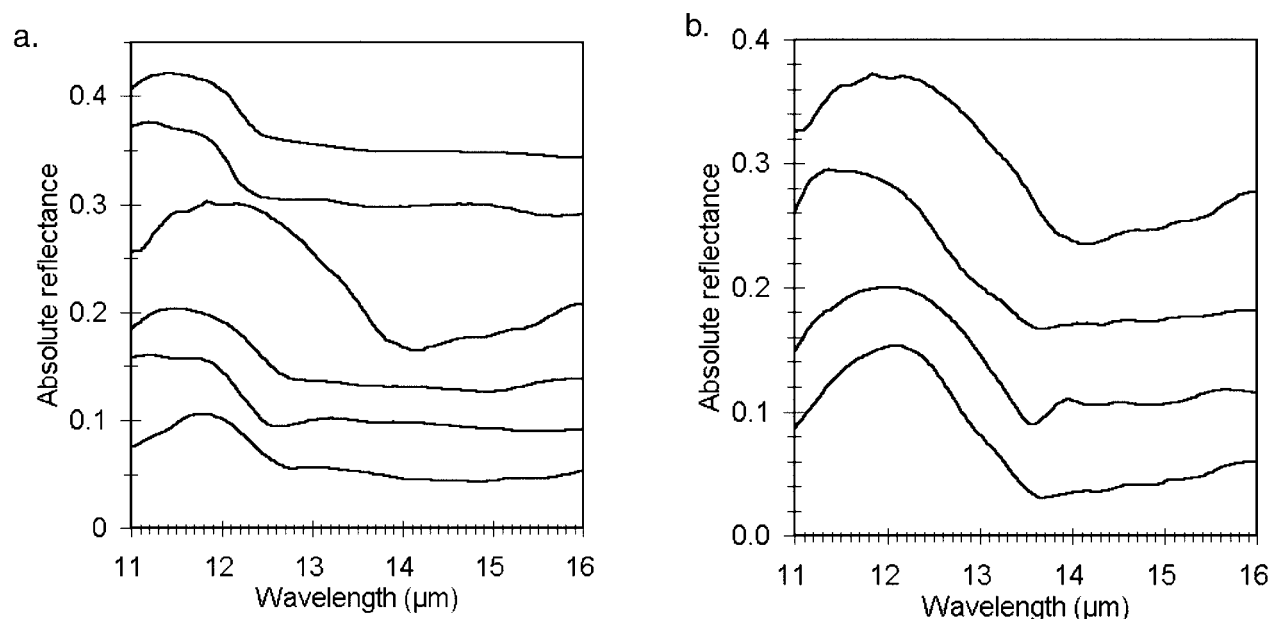 a.
0.4
0.3
0.2
0.1
0
11 12 13 14 15 16
Wavelength (µm)
Absolute reflectance
b.
0.4
0.3
0.2
0.1
0.0
11 12 13 14 15 16
Wavelength (µm)
Absolute reflectance